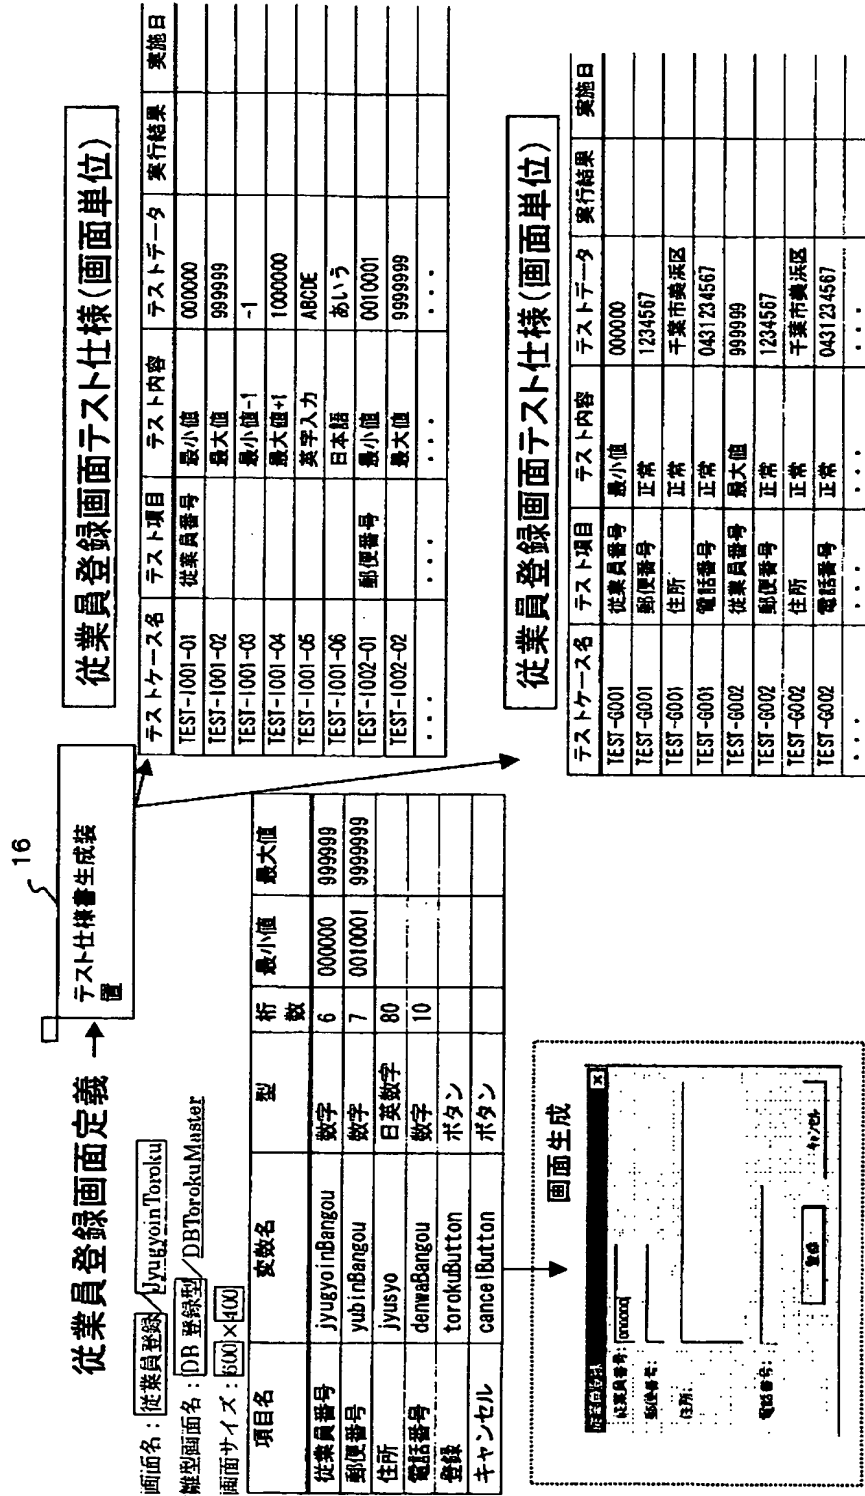 16
テスト仕様書生成装
置
従業員登録画面定義
画面名：従業員登録／JyugyoinToroku
雛型画面名：DB 登録型／DBTorokuMaster
画面サイズ：600×400
項目名 変数名 型 桁数 最小値 最大値
従業員番号 jyugyoinBangou 数字 6 000000 999999
郵便番号 yubinBangou 数字 7 0010001 9999999
住所 jyusyo 日英数字 80
電話番号 denwaBangou 数字 10
登録 torokuButton ボタン
キャンセル cancelButton ボタン
画面生成
従業員登録
従業員番号：000000
郵便番号：
住所：
電話番号：
登録 キャンセル
従業員登録画面テスト仕様(画面単位)
テストケース名 テスト項目 テスト内容 テストデータ 実行結果 実施日
TEST-I001-01 従業員番号 最小値 000000
TEST-I001-02 最大値 999999
TEST-I001-03 最小値-1 -1
TEST-I001-04 最大値+1 1000000
TEST-I001-05 英字入力 ABCDE
TEST-I001-06 日本語 あいう
TEST-I002-01 郵便番号 最小値 0010001
TEST-I002-02 最大値 9999999
... ... ... ...
従業員登録画面テスト仕様(画面単位)
テストケース名 テスト項目 テスト内容 テストデータ 実行結果 実施日
TEST-G001 従業員番号 最小値 000000
TEST-G001 郵便番号 正常 1234567
TEST-G001 住所 正常 千葉市美浜区
TEST-G001 電話番号 正常 0431234567
TEST-G002 従業員番号 最大値 999999
TEST-G002 郵便番号 正常 1234567
TEST-G002 住所 正常 千葉市美浜区
TEST-G002 電話番号 正常 0431234567
... ... ... ...